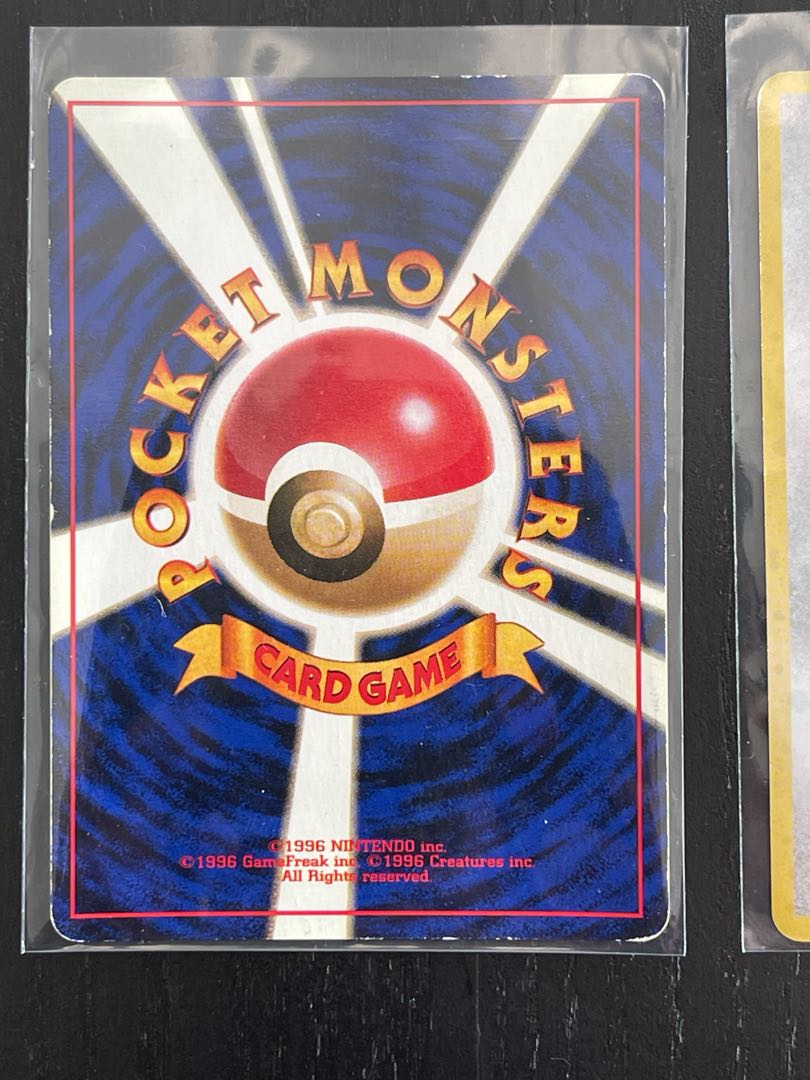 POCKET MONSTERS
CARD GAME
©1996 NINTENDO inc.
©1996 GameFreak inc. ©1996 Creatures inc.
All Rights reserved.